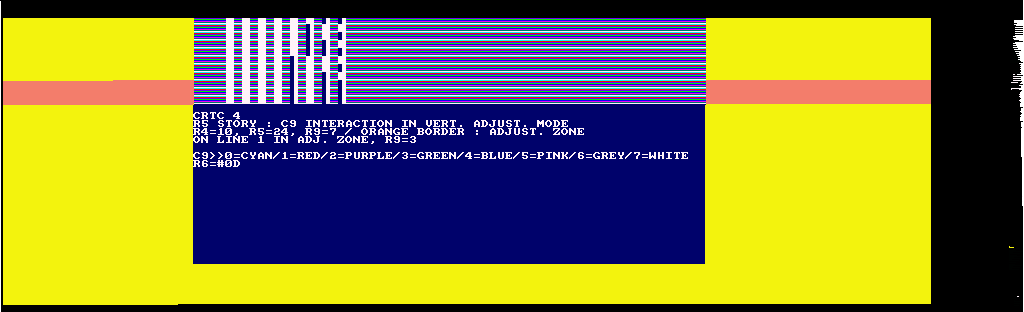 CRTC 4
R5 STORY : C9 INTERACTION IN VERT. ADJUST. MODE
R4=10, R5=24, R9=7 / ORANGE BORDER : ADJUST. ZONE
ON LINE 1 IN ADJ. ZONE, R9=3
C9>>0=CYAN/1=RED/2=PURPLE/3=GREEN/4=BLUE/5=PINK/6=GREY/7=WHITE
R6=#0D